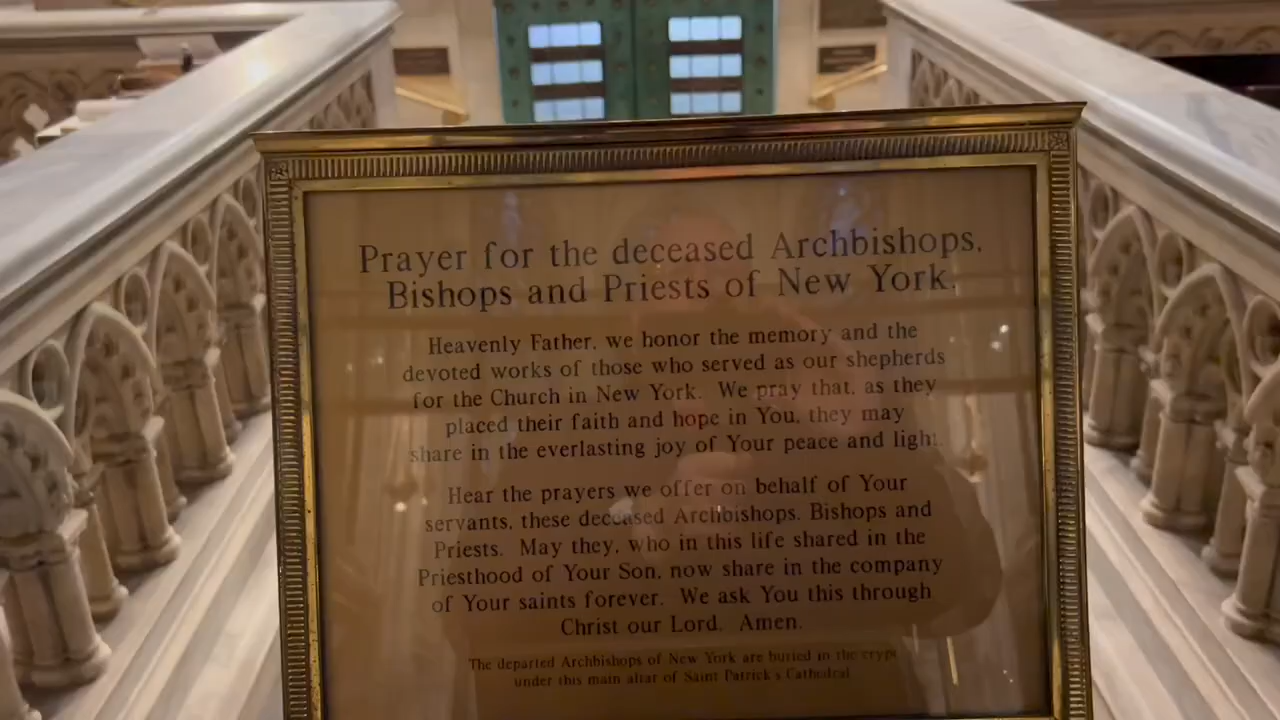 Prayer for the deceased Archbishops,
Bishops and Priests of New York.
Heavenly Father, we honor the memory and the
devoted works of those who served as our shepherds
for the Church in New York. We pray that, as they
placed their faith and hope in You, they may
share in the everlasting joy of Your peace and light.
Hear the prayers we offer on behalf of Your
servants, these deceased Archbishops, Bishops and
Priests. May they, who in this life shared in the
Priesthood of Your Son, now share in the company
of Your saints forever. We ask You this through
Christ our Lord. Amen.
The departed Archbishops of New York are buried in the crypt
under this main altar of Saint Patrick's Cathedral